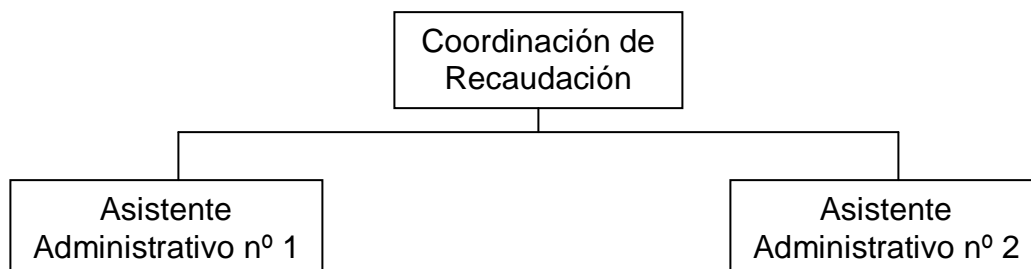 Coordinación de
Recaudación
Asistente
Administrativo nº 1
Asistente
Administrativo nº 2